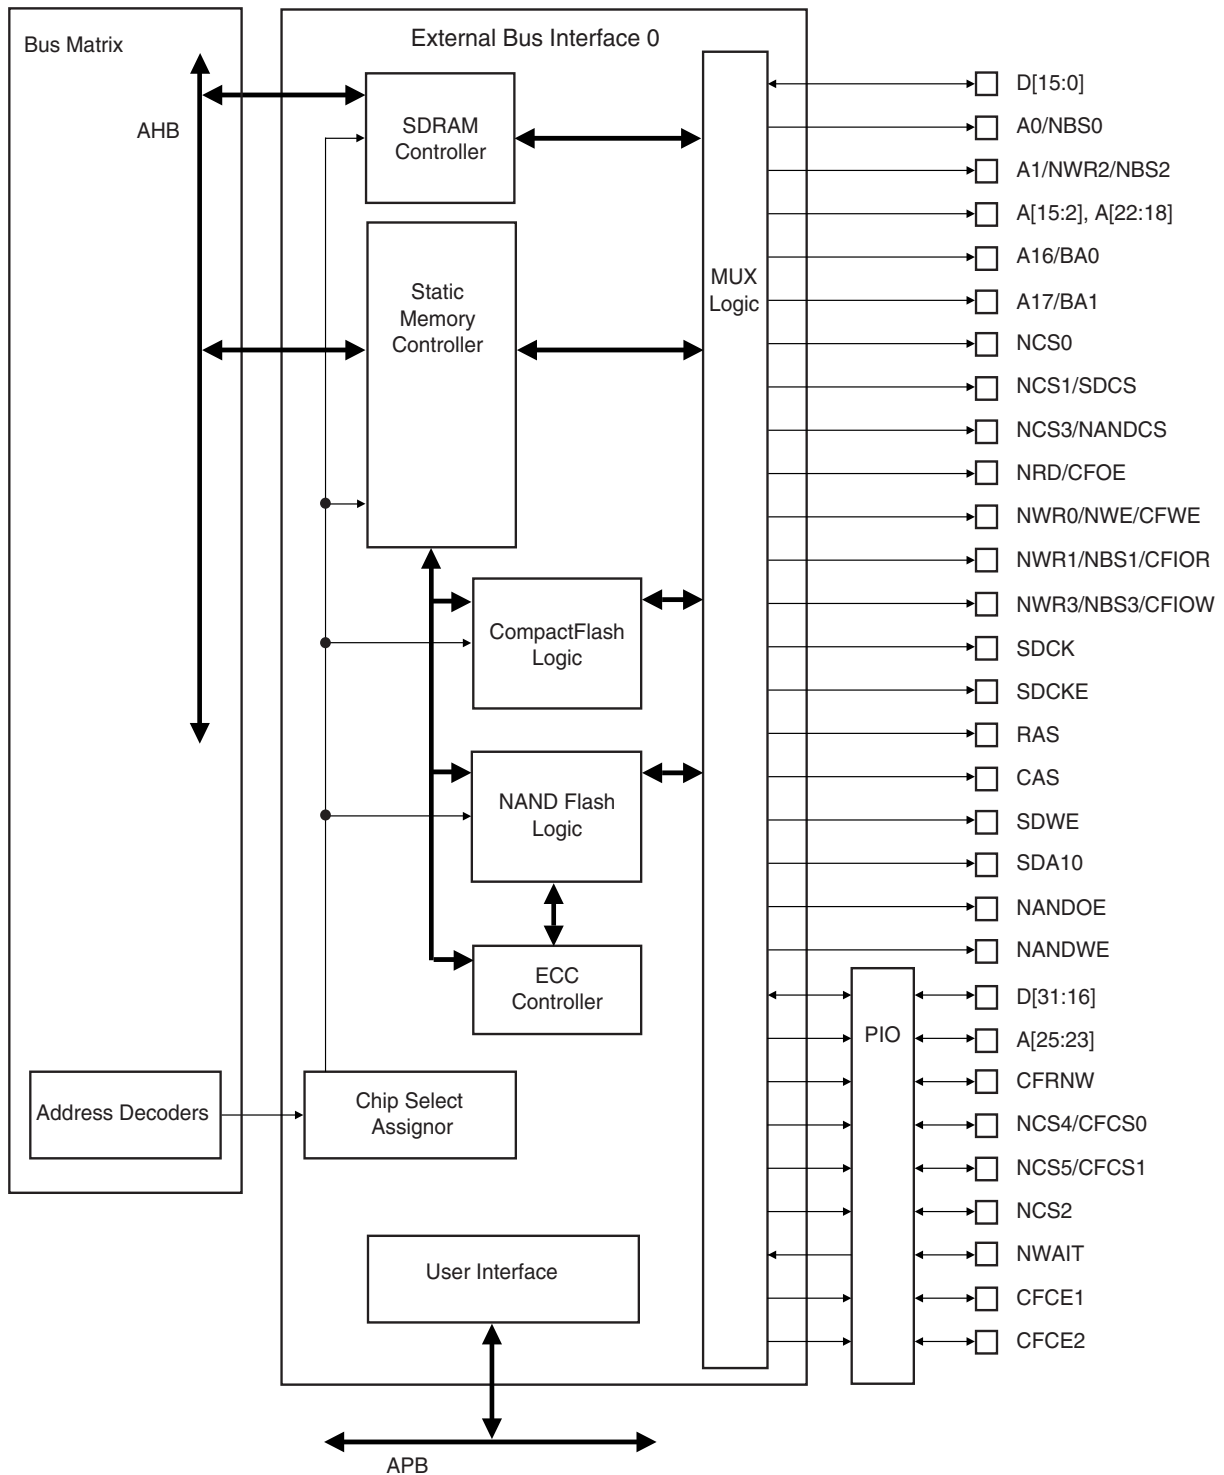 Bus Matrix
External Bus Interface 0
AHB
SDRAM
Controller
Static
Memory
Controller
MUX
Logic
CompactFlash
Logic
NAND Flash
Logic
ECC
Controller
Address Decoders
Chip Select
Assignor
User Interface
APB
PIO
D[15:0]
A0/NBS0
A1/NWR2/NBS2
A[15:2], A[22:18]
A16/BA0
A17/BA1
NCS0
NCS1/SDCS
NCS3/NANDCS
NRD/CFOE
NWR0/NWE/CFWE
NWR1/NBS1/CFIOR
NWR3/NBS3/CFIOW
SDCK
SDCKE
RAS
CAS
SDWE
SDA10
NANDOE
NANDWE
D[31:16]
A[25:23]
CFRNW
NCS4/CFCS0
NCS5/CFCS1
NCS2
NWAIT
CFCE1
CFCE2